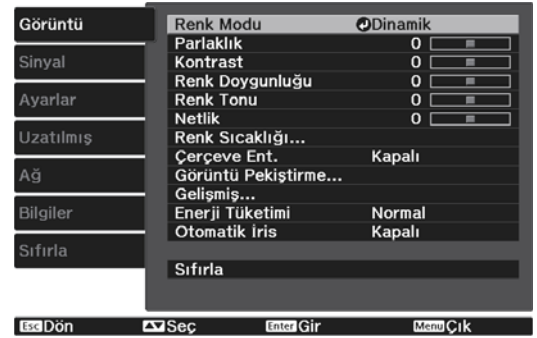 Görüntü
Sinyal
Ayarlar
Uzatılmış
Ağ
Bilgiler
Sıfırla
Renk Modu Dinamik
Parlaklık 0
Kontrast 0
Renk Doygunluğu 0
Renk Tonu 0
Netlik 0
Renk Sıcaklığı...
Çerçeve Ent. Kapalı
Görüntü Pekiştirme...
Gelişmiş...
Enerji Tüketimi Normal
Otomatik İris Kapalı
Sıfırla
Esc Dön Seç Enter Gir Menu Çık